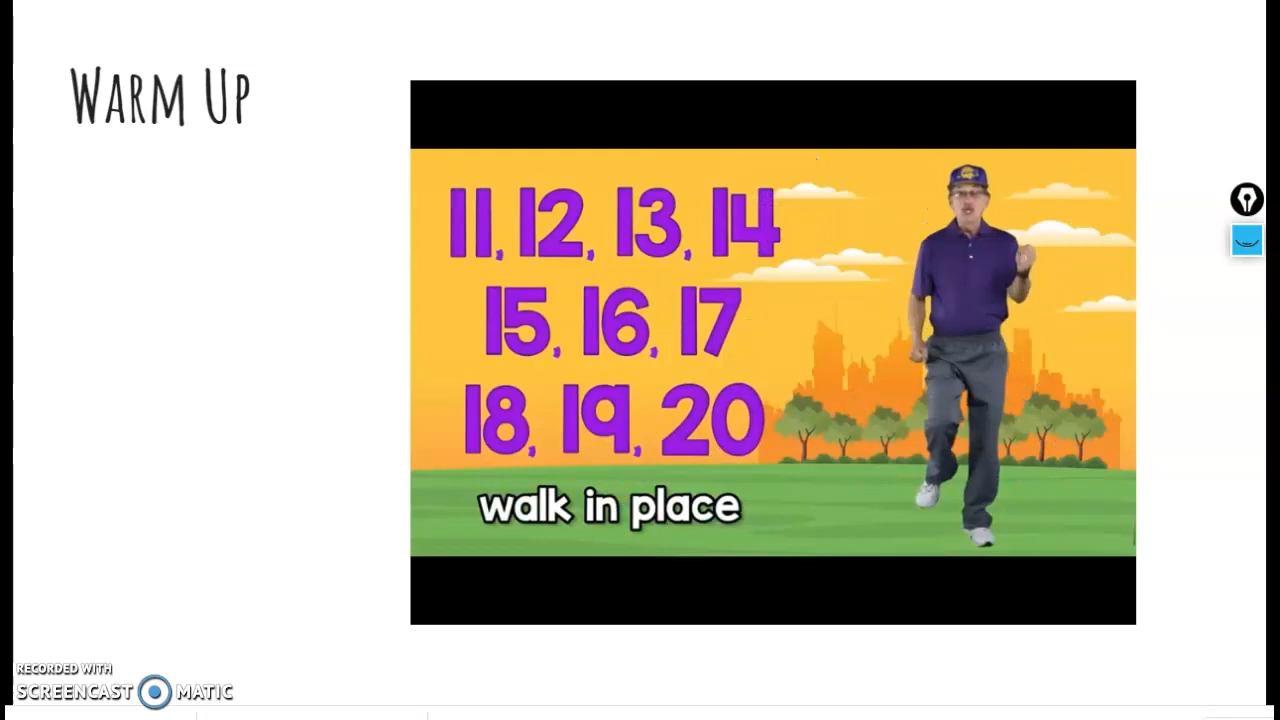 Warm Up
11, 12, 13, 14
15, 16, 17
18, 19, 20
walk in place
RECORDED WITH
SCREENCAST MATIC